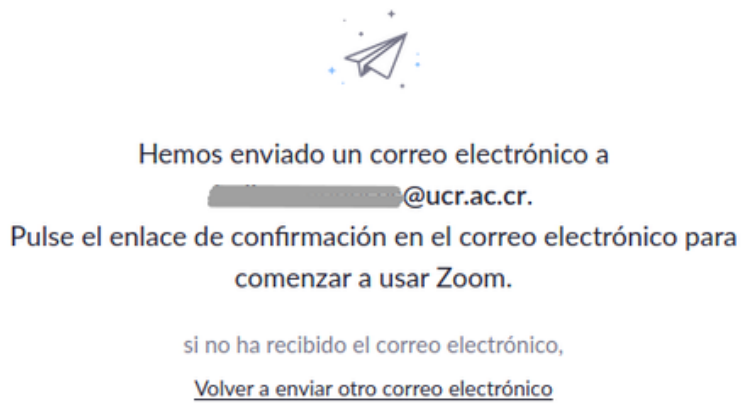 Hemos enviado un correo electrónico a
@ucr.ac.cr.
Pulse el enlace de confirmación en el correo electrónico para
comenzar a usar Zoom.
si no ha recibido el correo electrónico,
Volver a enviar otro correo electrónico